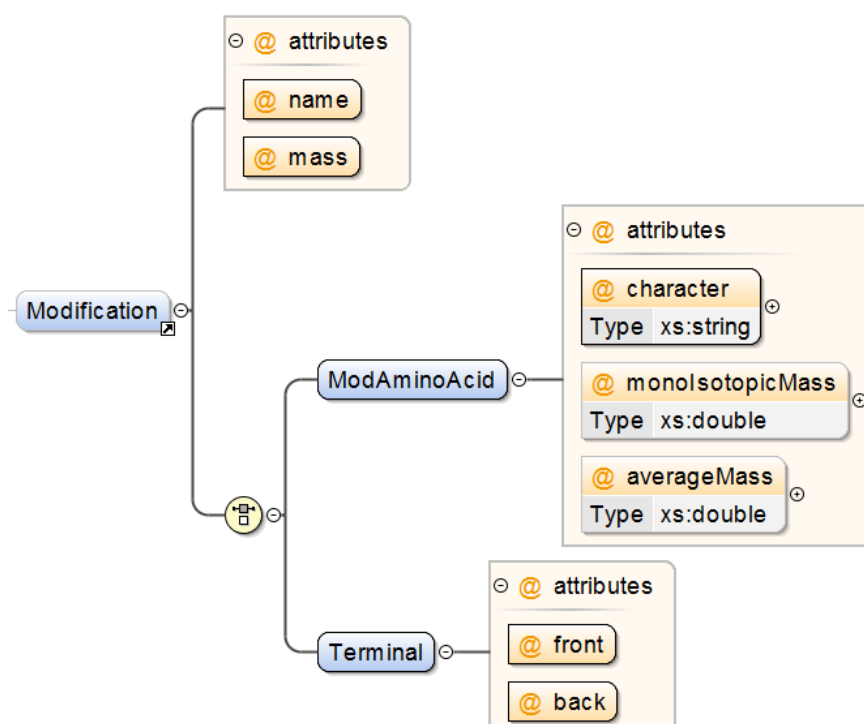 @ attributes
@ name
@ mass
Modification
@ attributes
@ character
Type xs:string
ModAminoAcid
@ monoIsotopicMass
Type xs:double
@ averageMass
Type xs:double
@ attributes
Terminal
@ front
@ back